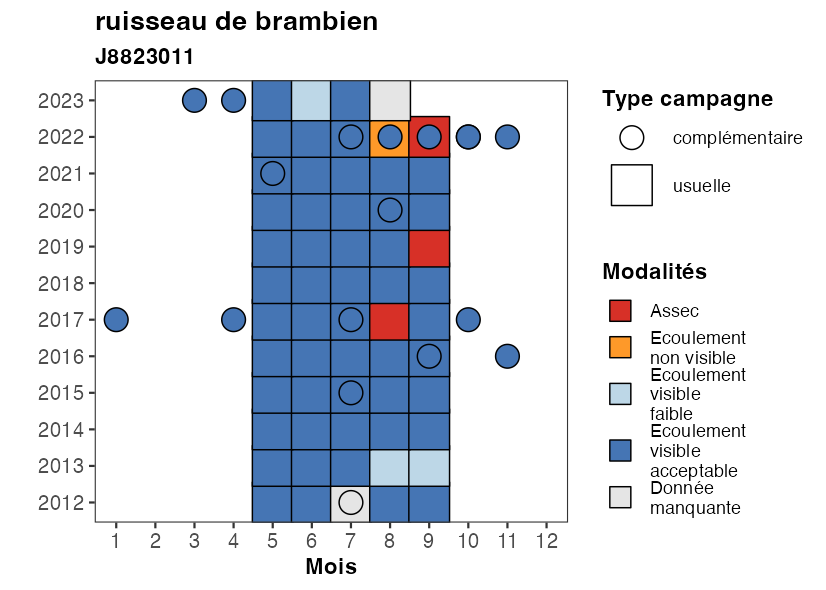 ruisseau de brambien
J8823011
2023
2022
2021
2020
2019
2018
2017
2016
2015
2014
2013
2012
1 2 3 4 5 6 7 8 9 10 11 12
Mois
Type campagne
complémentaire
usuelle
Modalités
Assec
Ecoulement
non visible
Ecoulement
visible
faible
Ecoulement
visible
acceptable
Donnée
manquante